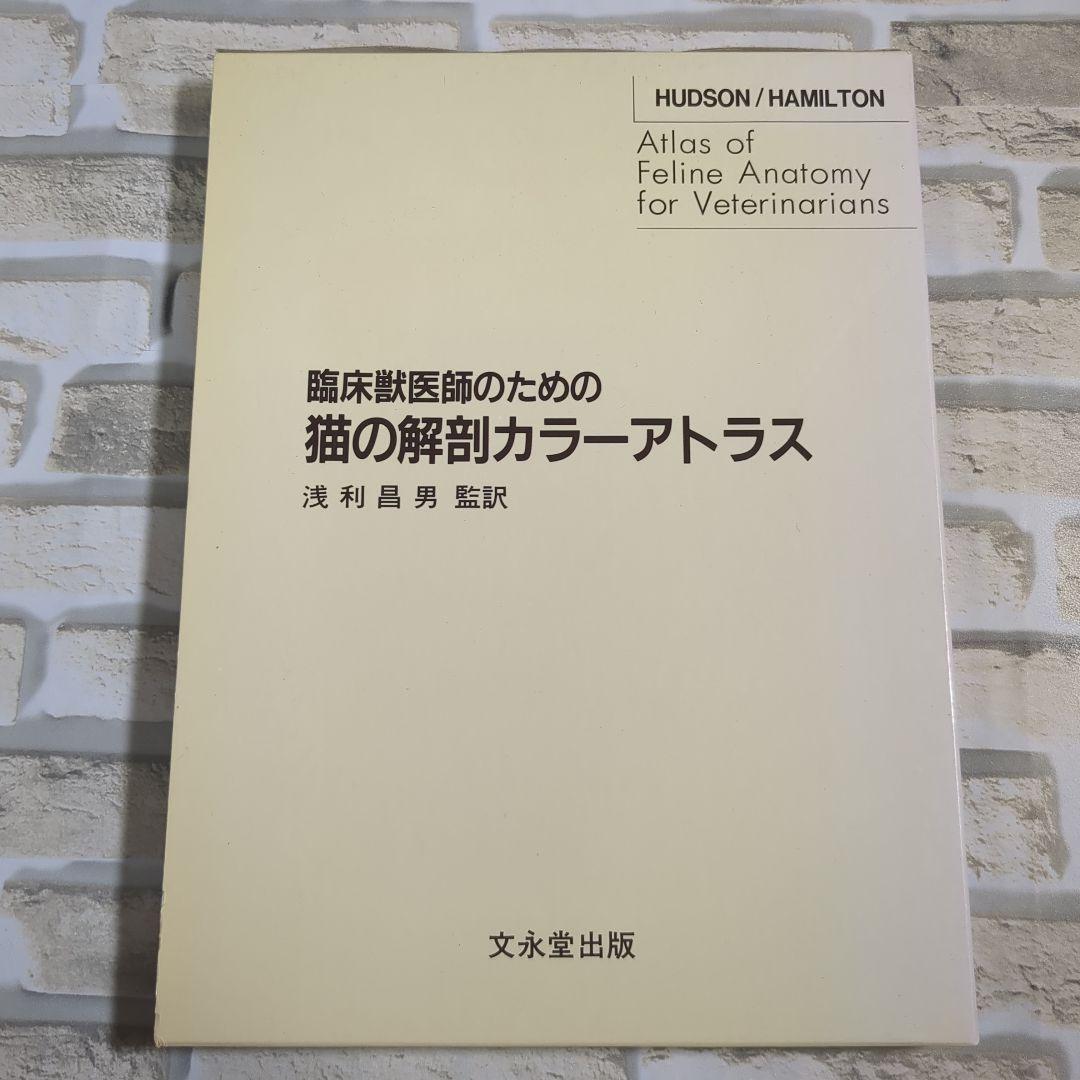 HUDSON/HAMILTON
Atlas of
Feline Anatomy
for Veterinarians
臨床獣医師のための
猫の解剖カラーアトラス
浅利昌男 監訳
文永堂出版